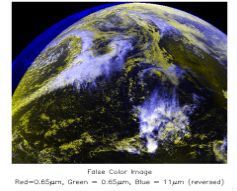 False Color Image
Red=0.65μm, Green = 0.65μm, Blue = 11μm (reversed)